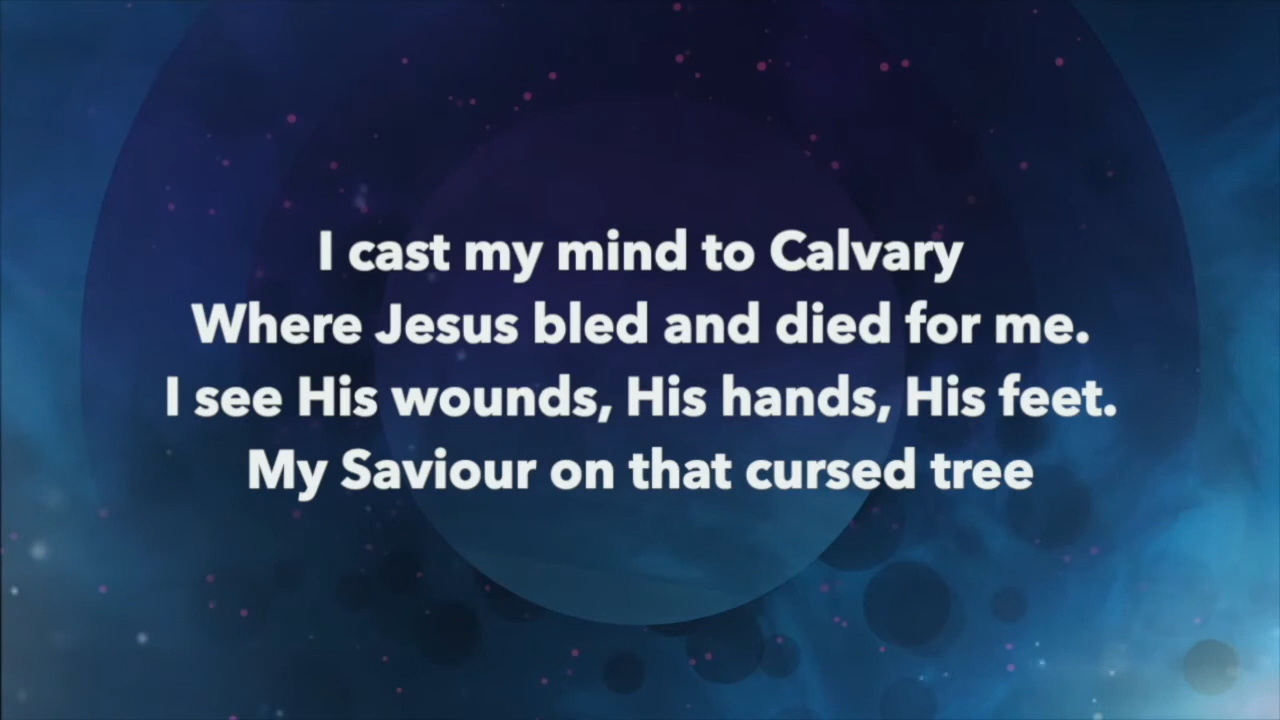 I cast my mind to Calvary
Where Jesus bled and died for me.
I see His wounds, His hands, His feet.
My Saviour on that cursed tree